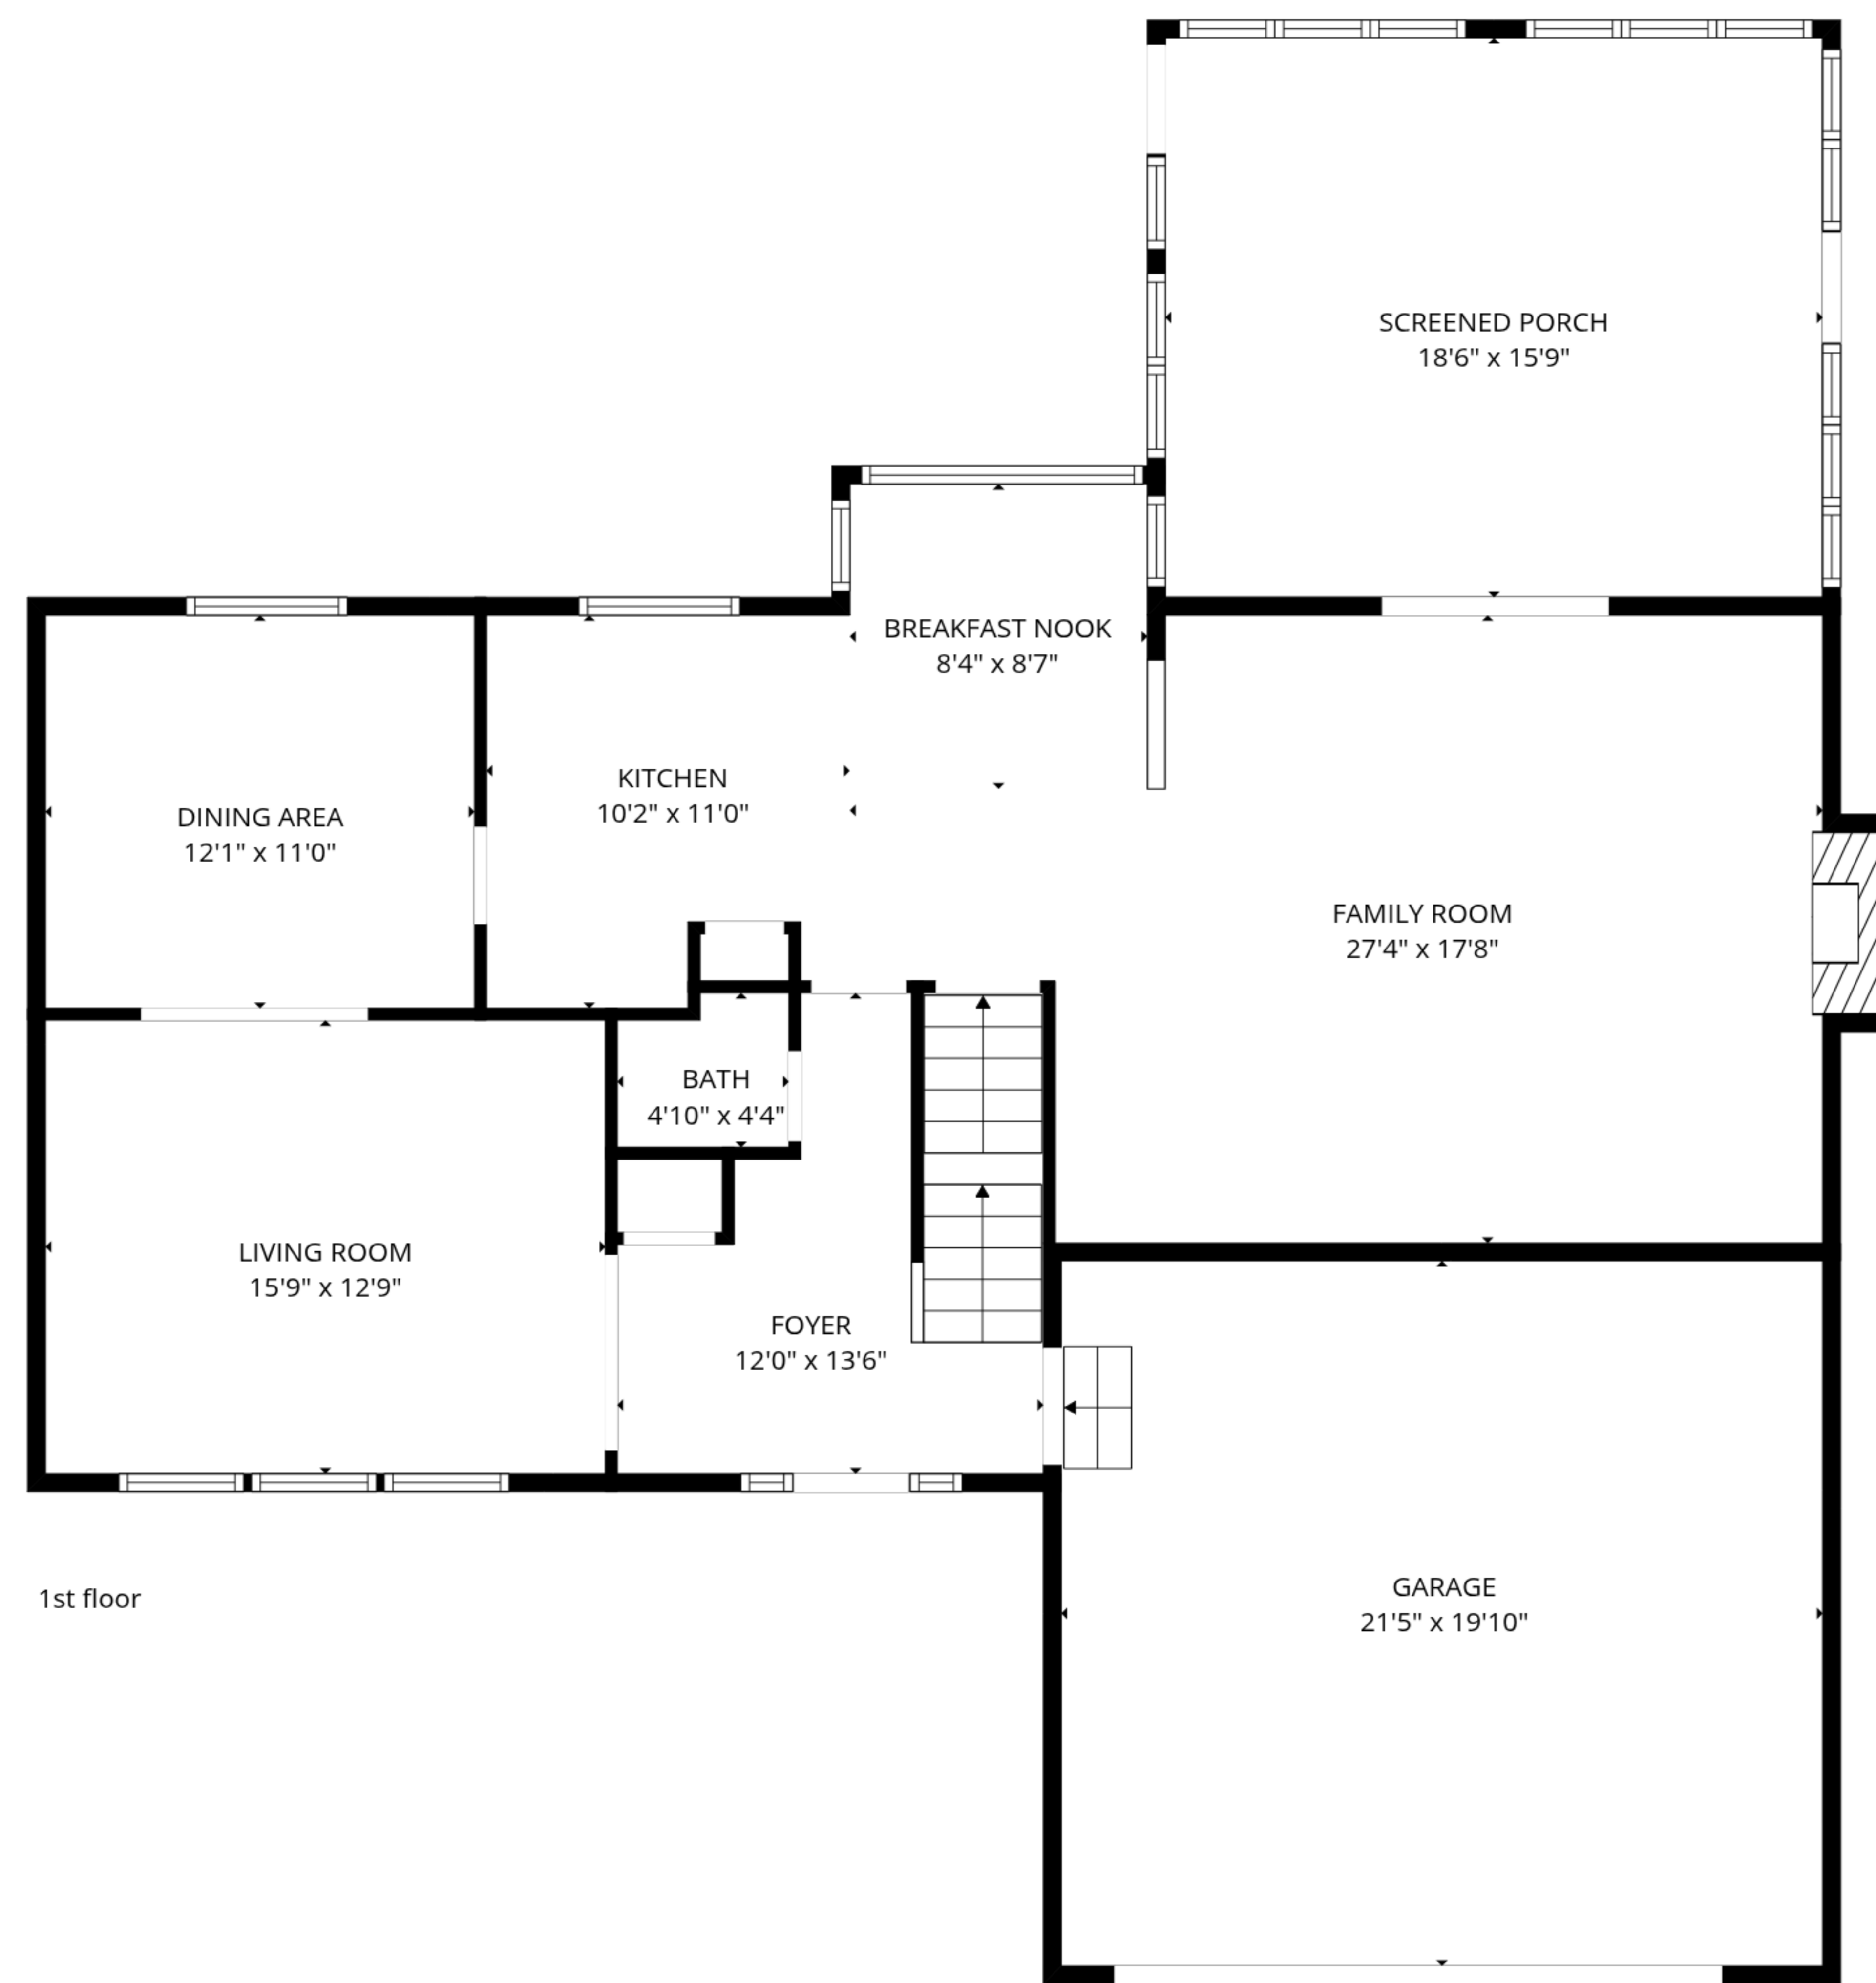 SCREENED PORCH
18'6" x 15'9"
BREAKFAST NOOK
8'4" x 8'7"
KITCHEN
10'2" x 11'0"
DINING AREA
12'1" x 11'0"
FAMILY ROOM
27'4" x 17'8"
BATH
4'10" x 4'4"
LIVING ROOM
15'9" x 12'9"
FOYER
12'0" x 13'6"
GARAGE
21'5" x 19'10"
1st floor